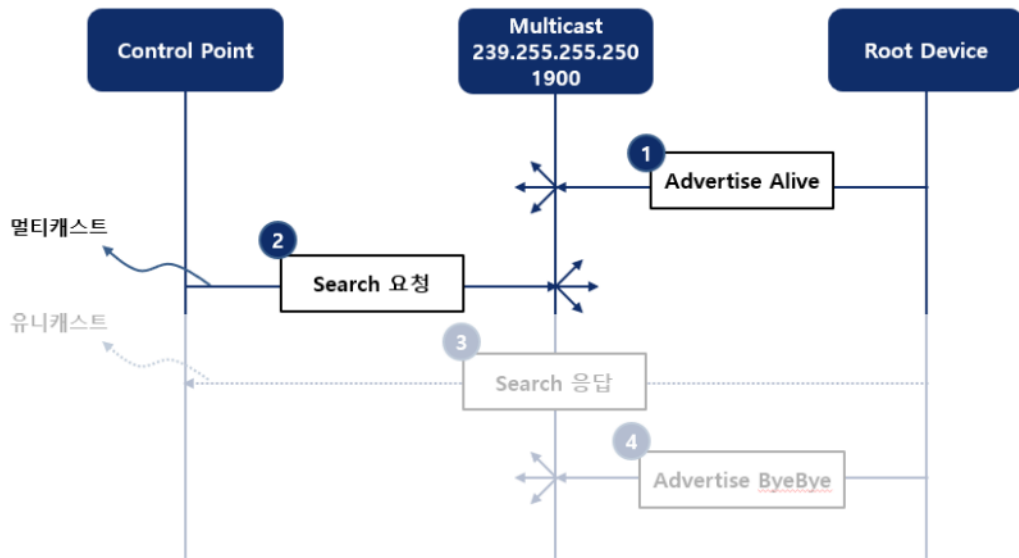 Control Point
Multicast
239.255.255.250
1900
Root Device
1
Advertise Alive
멀티캐스트
2
Search 요청
유니캐스트
3
Search 응답
4
Advertise ByeBye